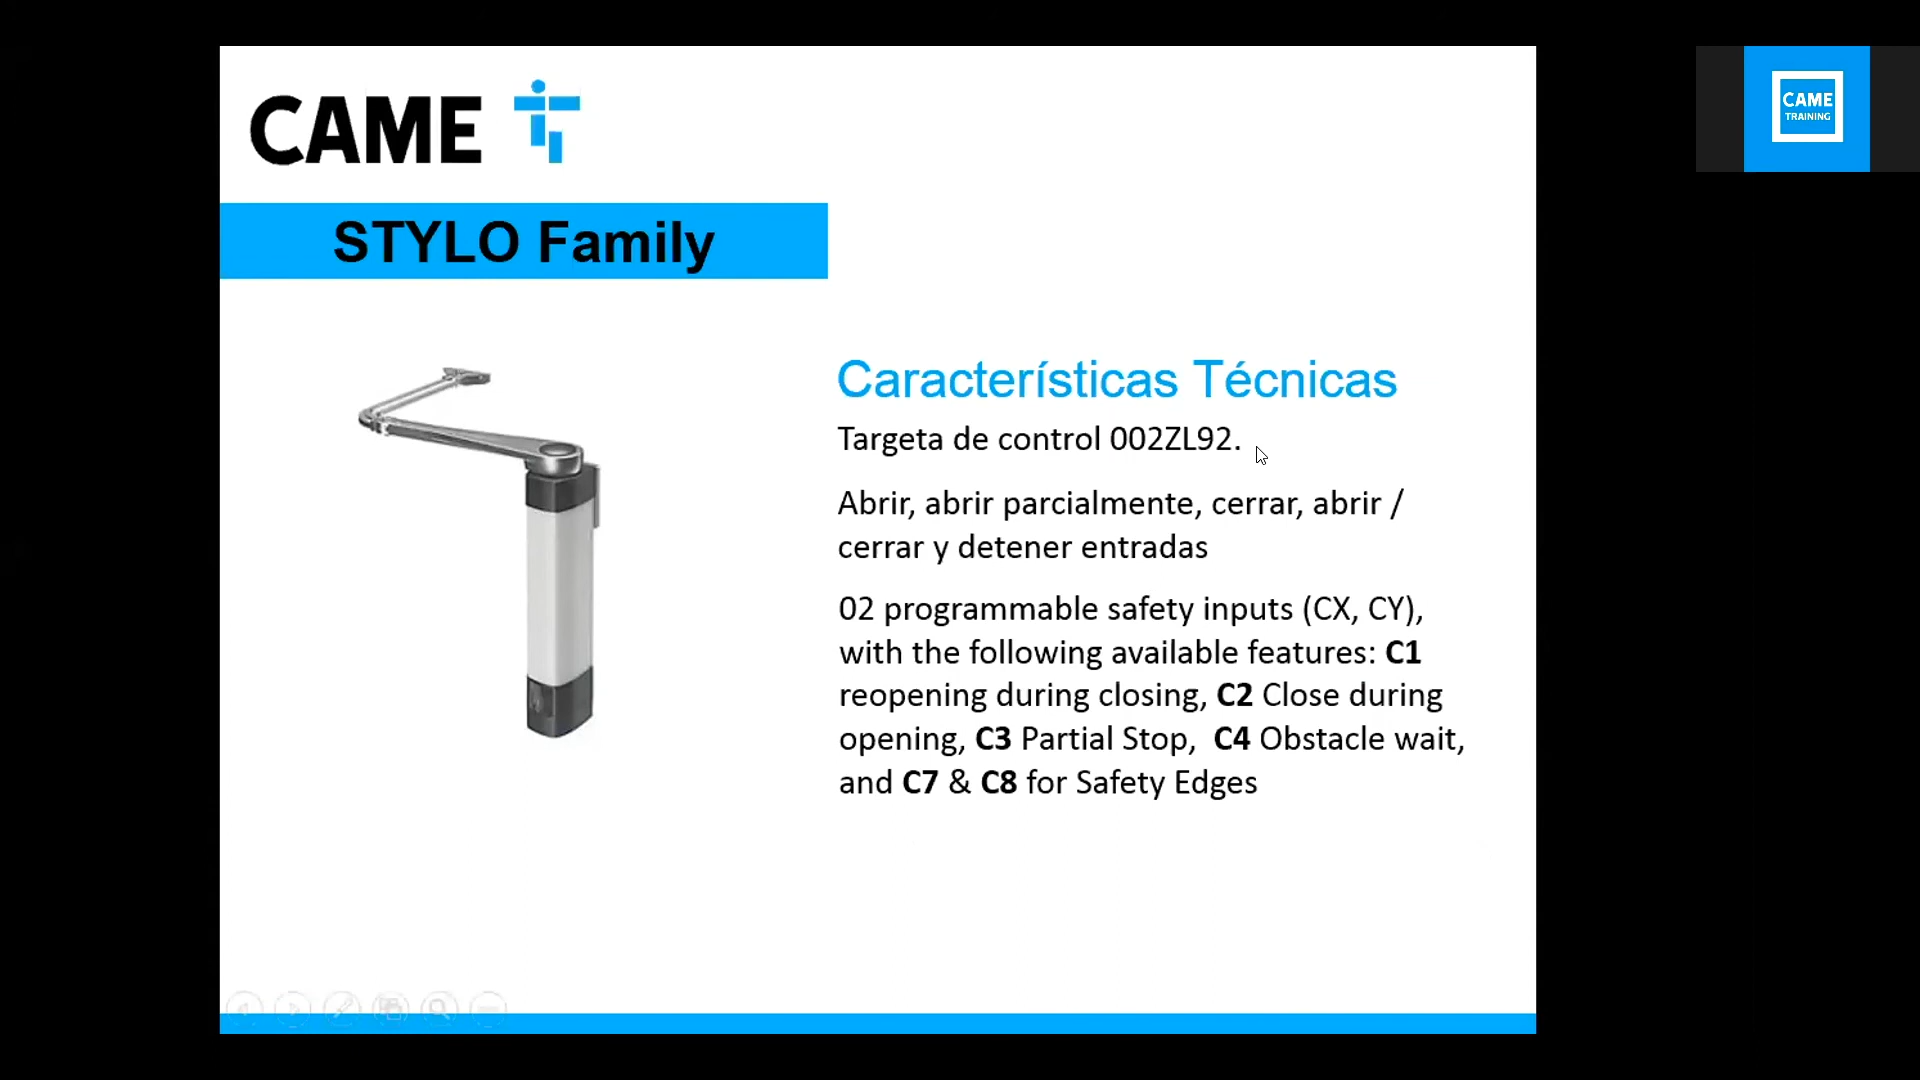 CAME
CAME
TRAINING
STYLO Family
Características Técnicas
Targeta de control 002ZL92.
Abrir, abrir parcialmente, cerrar, abrir /
cerrar y detener entradas
02 programmable safety inputs (CX, CY),
with the following available features: C1
reopening during closing, C2 Close during
opening, C3 Partial Stop, C4 Obstacle wait,
and C7 & C8 for Safety Edges